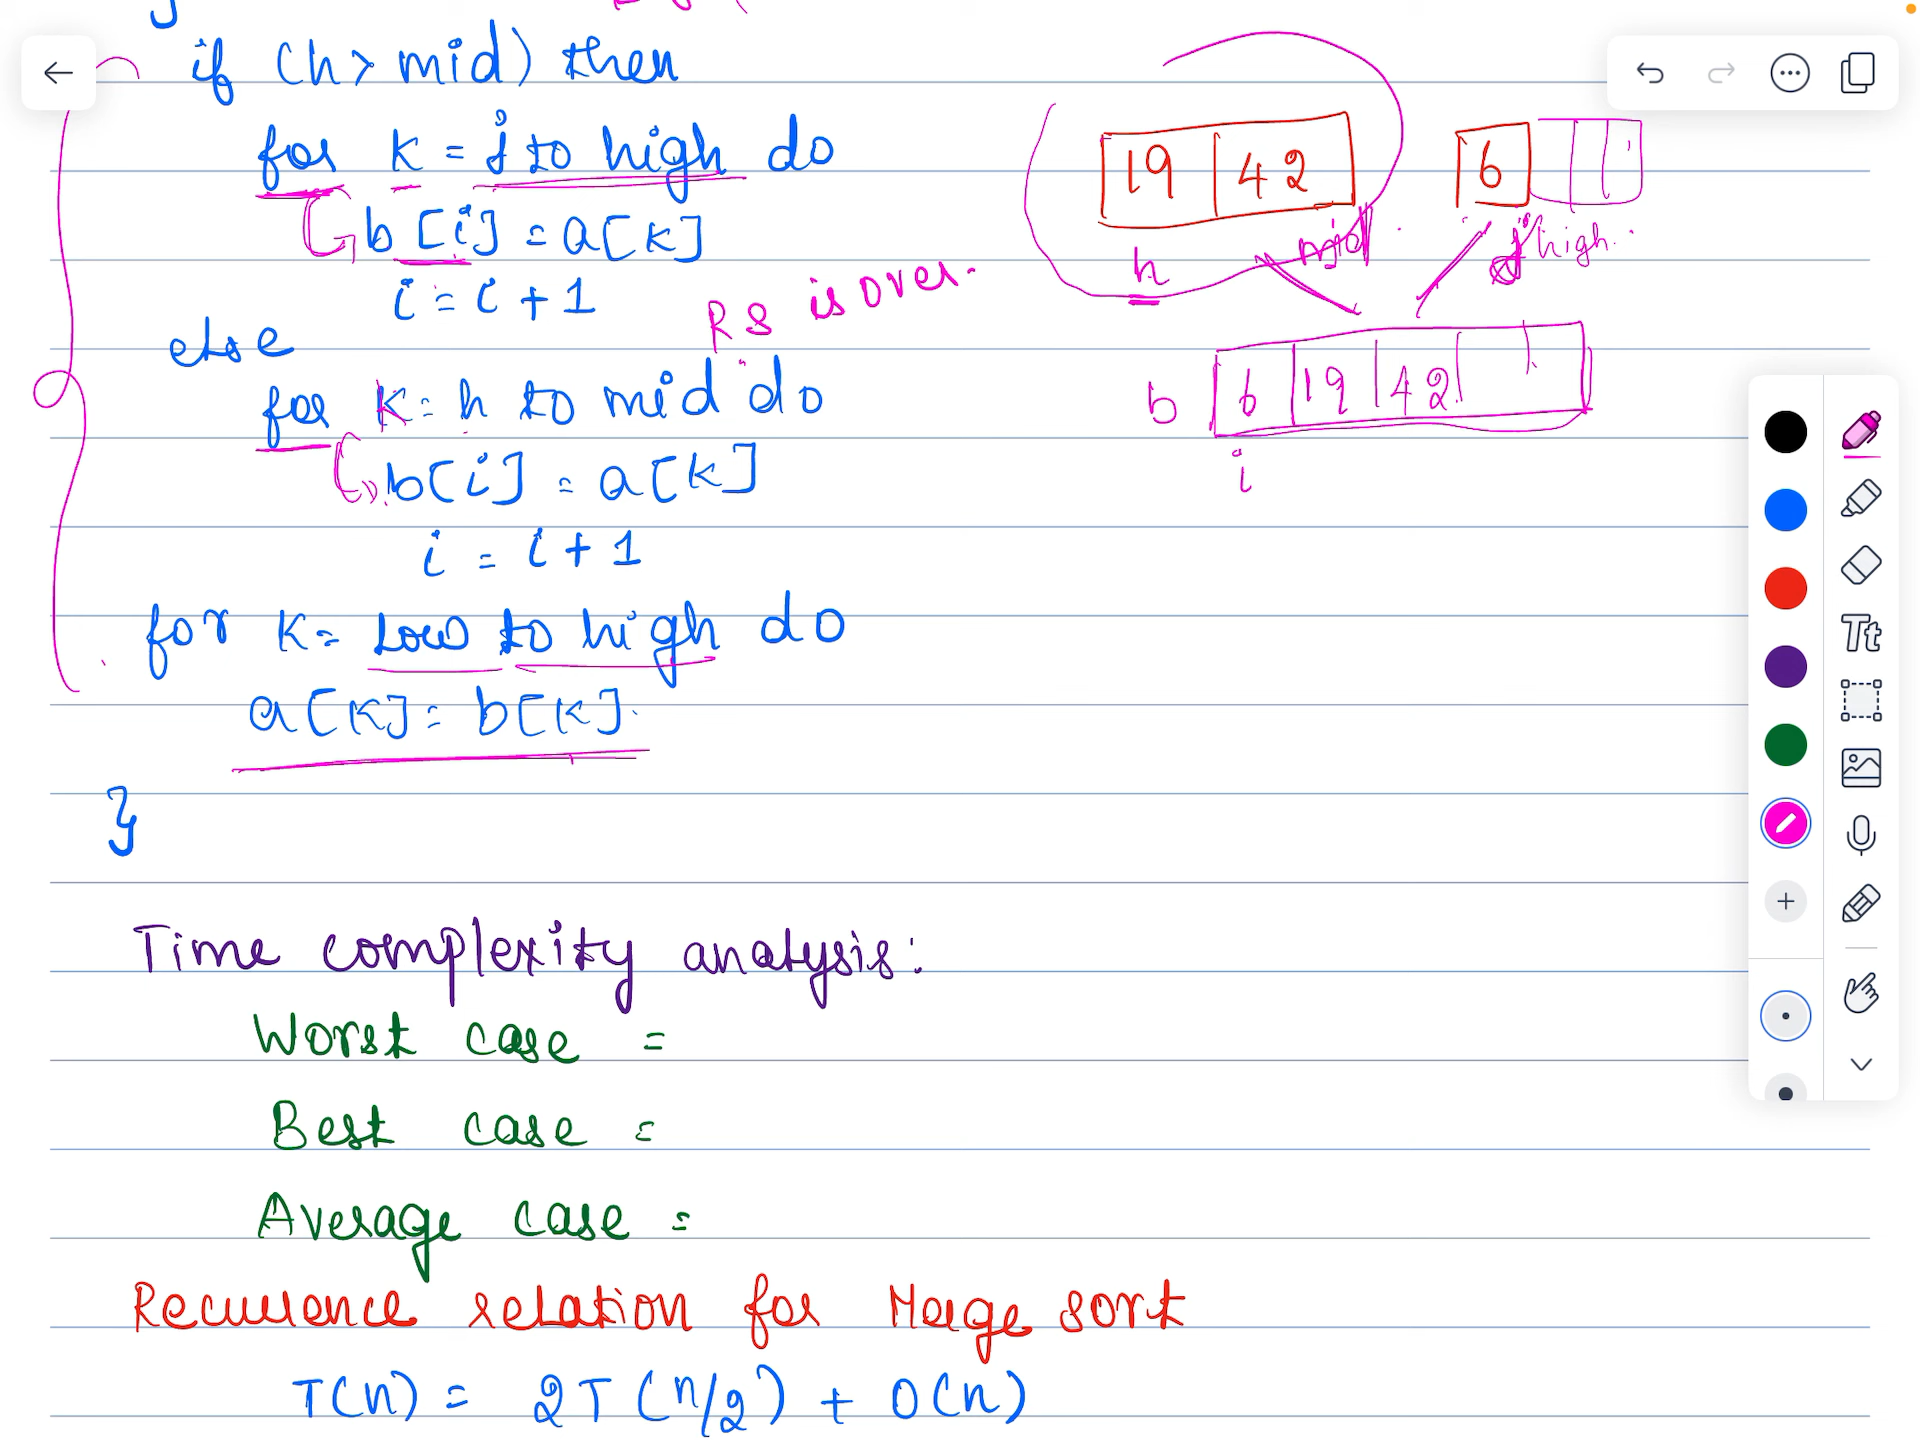 if (h > mid) then
for k = j to high do
b[i] = a[k]
i = i + 1
else
RS is over.
for k = h to mid do
b[i] = a[k]
i = i + 1
for k = low to high do
a[k] = b[k].
}
19 42 6
h mid j high
b 6 19 42
i
Tt
Time complexity analysis:
Worst case =
Best case =
Average case =
Recurrence relation for Merge sort
T(n) = 2T(n/2) + O(n)